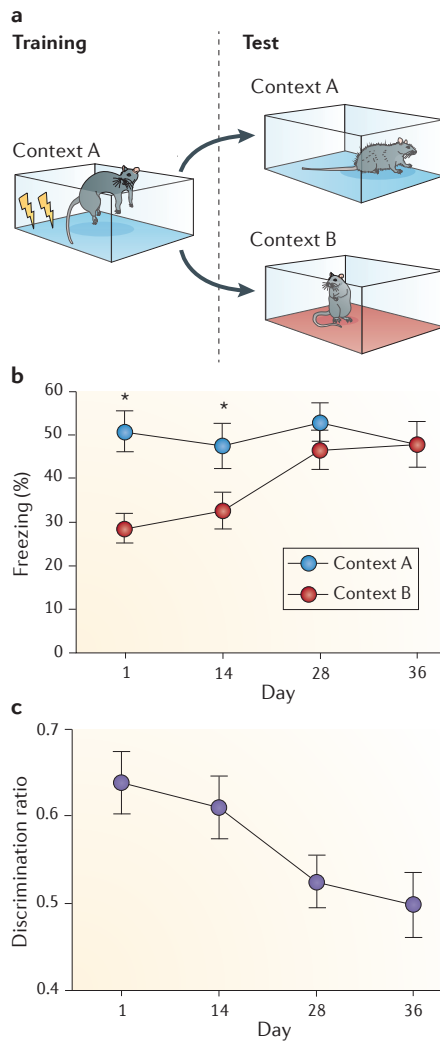 a
Training
Test
Context A
Context A
Context B
b
60
*
*
50
40
Freezing (%)
30
20
Context A
10
Context B
0
1
14
28
36
Day
c
0.7
0.6
Discrimination ratio
0.5
0.4
1
14
28
36
Day